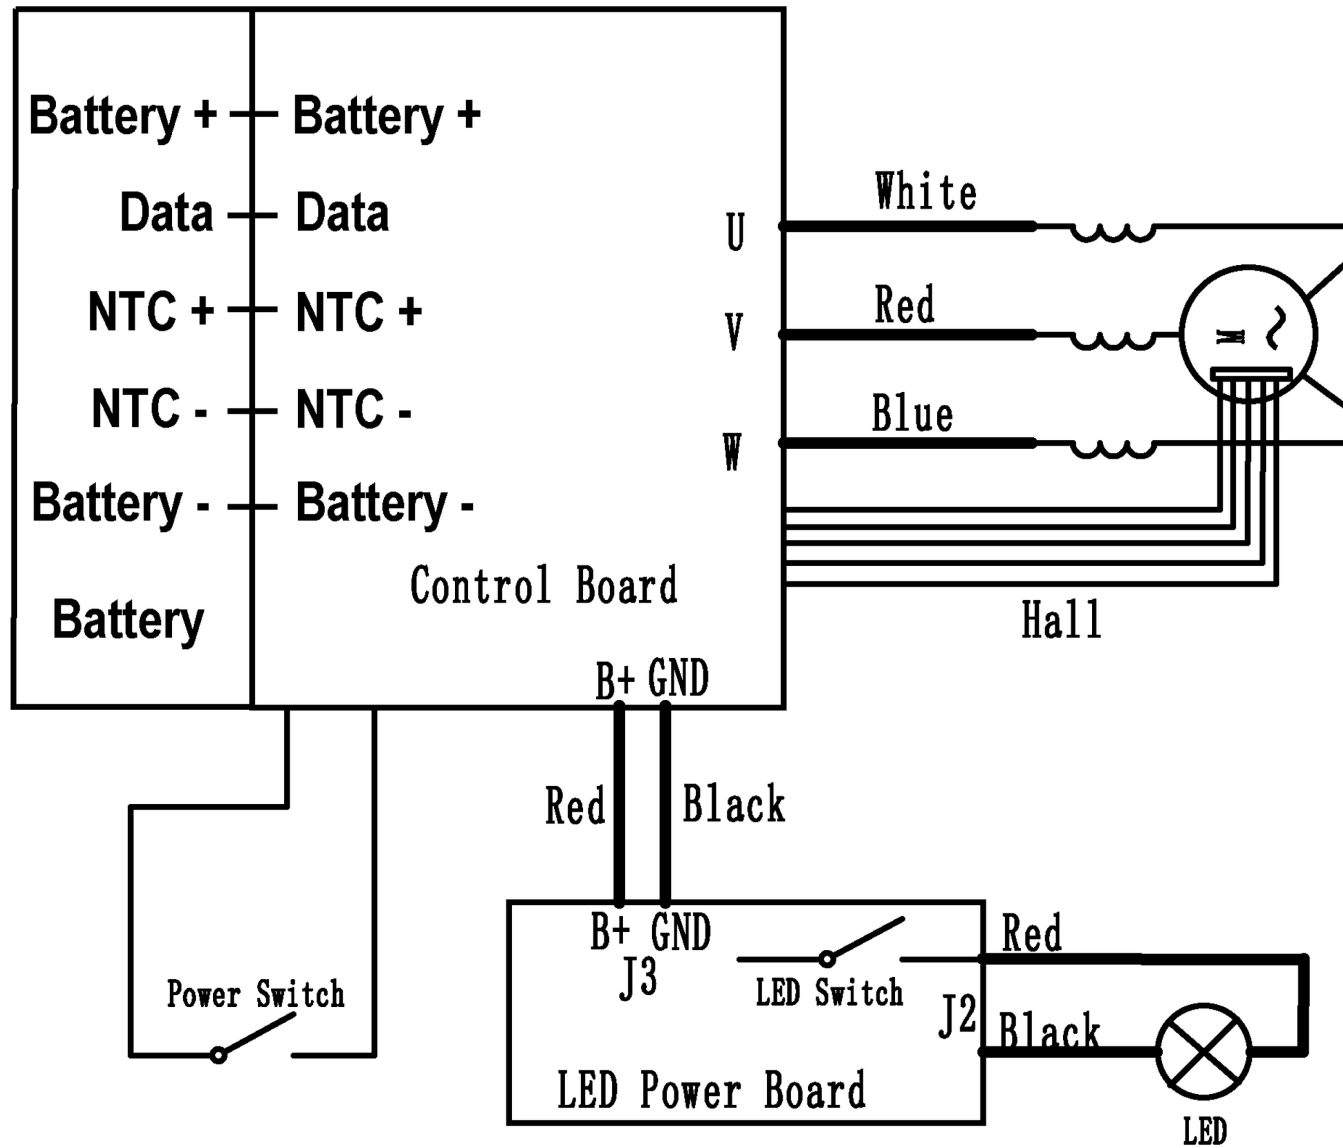 Battery + Battery +
Data Data
NTC + NTC +
NTC - NTC -
Battery - Battery -
Battery
Control Board
U
V
W
White
Red
Blue
M
Hall
B+ GND
Red Black
B+ GND
J3
LED Switch
J2
LED Power Board
Red
Black
LED
Power Switch